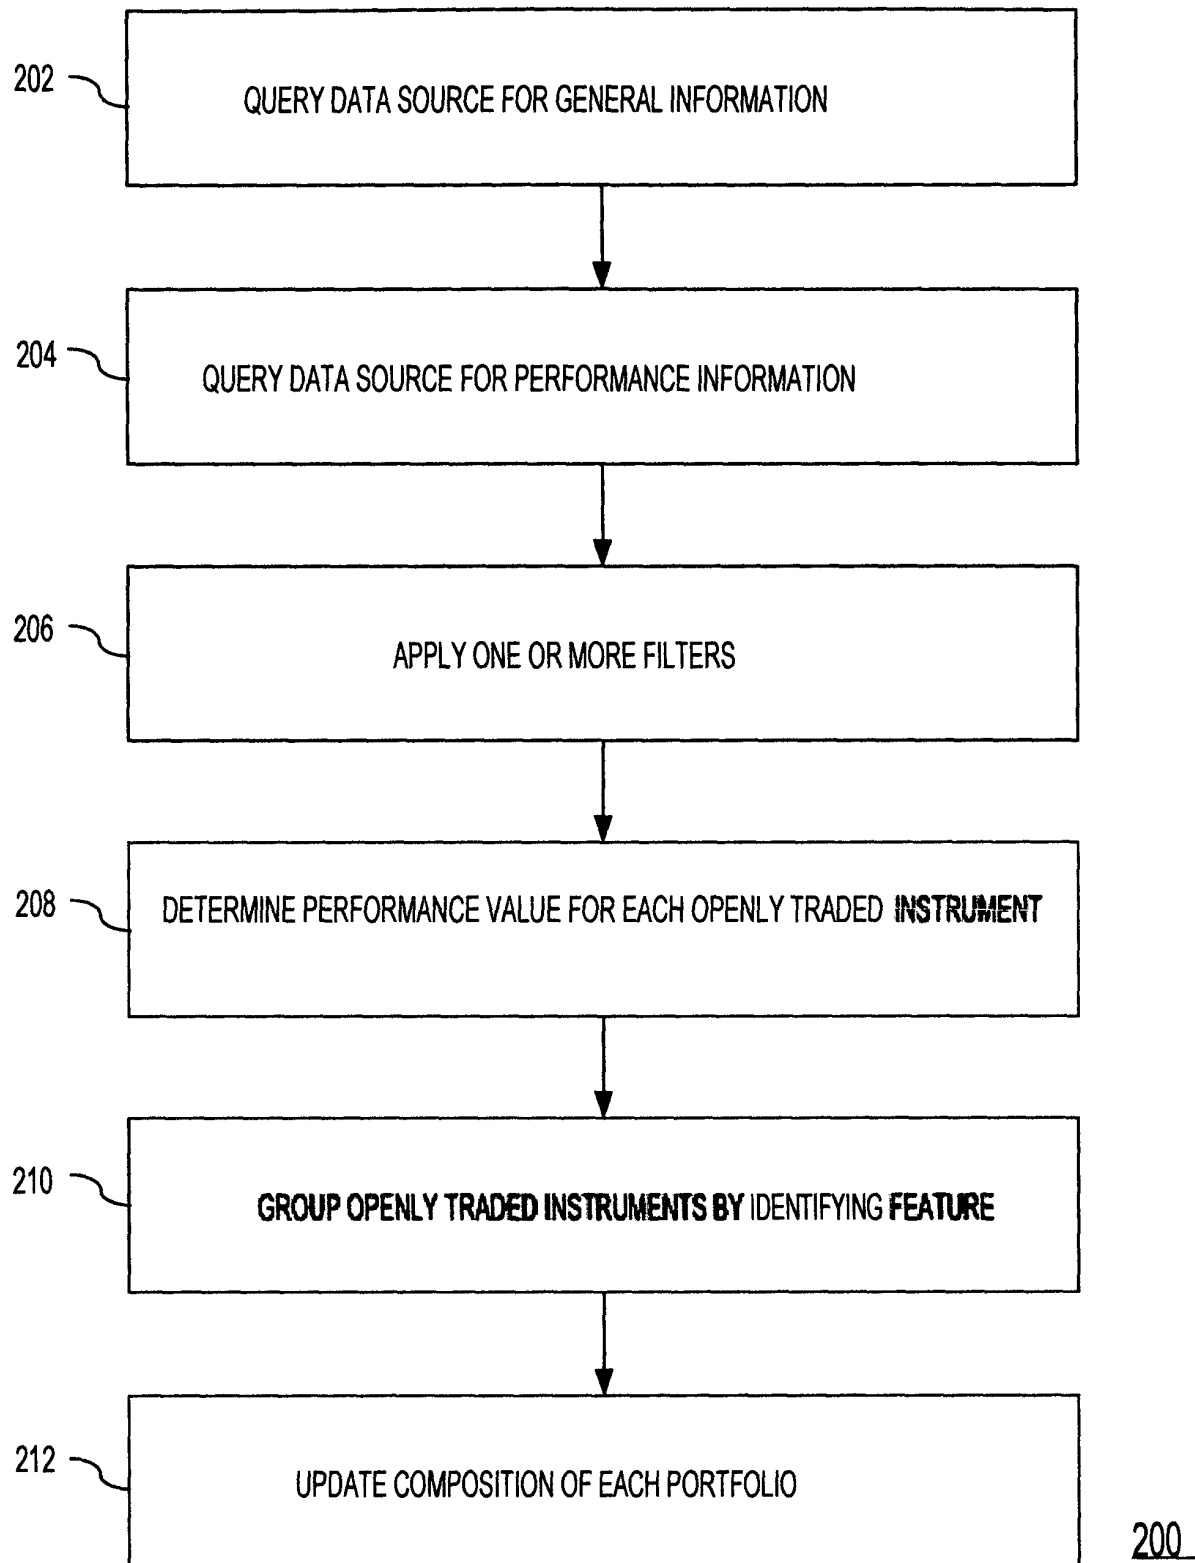 202
QUERY DATA SOURCE FOR GENERAL INFORMATION
204
QUERY DATA SOURCE FOR PERFORMANCE INFORMATION
206
APPLY ONE OR MORE FILTERS
208
DETERMINE PERFORMANCE VALUE FOR EACH OPENLY TRADED INSTRUMENT
210
GROUP OPENLY TRADED INSTRUMENTS BY IDENTIFYING FEATURE
212
UPDATE COMPOSITION OF EACH PORTFOLIO
200